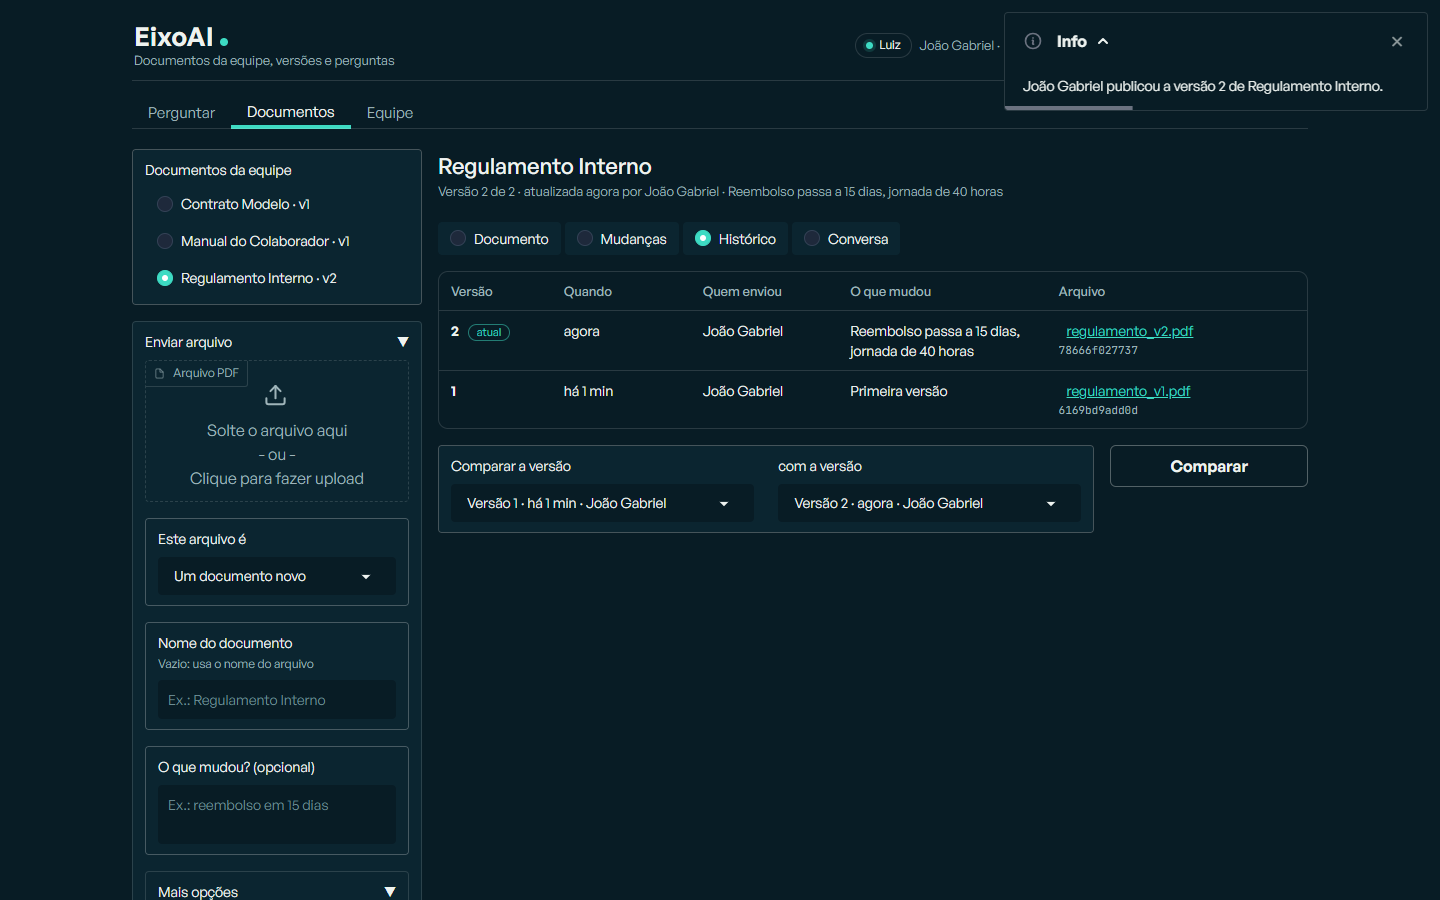 EixoAI
Documentos da equipe, versões e perguntas
Luiz
João Gabriel ·
Info
João Gabriel publicou a versão 2 de Regulamento Interno.
Perguntar
Documentos
Equipe
Documentos da equipe
Contrato Modelo · v1
Manual do Colaborador · v1
Regulamento Interno · v2
Enviar arquivo
Arquivo PDF
Solte o arquivo aqui
- ou -
Clique para fazer upload
Este arquivo é
Um documento novo
Nome do documento
Vazio: usa o nome do arquivo
Ex.: Regulamento Interno
O que mudou? (opcional)
Ex.: reembolso em 15 dias
Mais opções
Regulamento Interno
Versão 2 de 2 · atualizada agora por João Gabriel · Reembolso passa a 15 dias, jornada de 40 horas
Documento
Mudanças
Histórico
Conversa
Versão Quando Quem enviou O que mudou Arquivo
2 atual agora João Gabriel Reembolso passa a 15 dias, regulamento_v2.pdf
jornada de 40 horas 78666f027737
1 há 1 min João Gabriel Primeira versão regulamento_v1.pdf
6169bd9add0d
Comparar a versão
Versão 1 · há 1 min · João Gabriel
com a versão
Versão 2 · agora · João Gabriel
Comparar